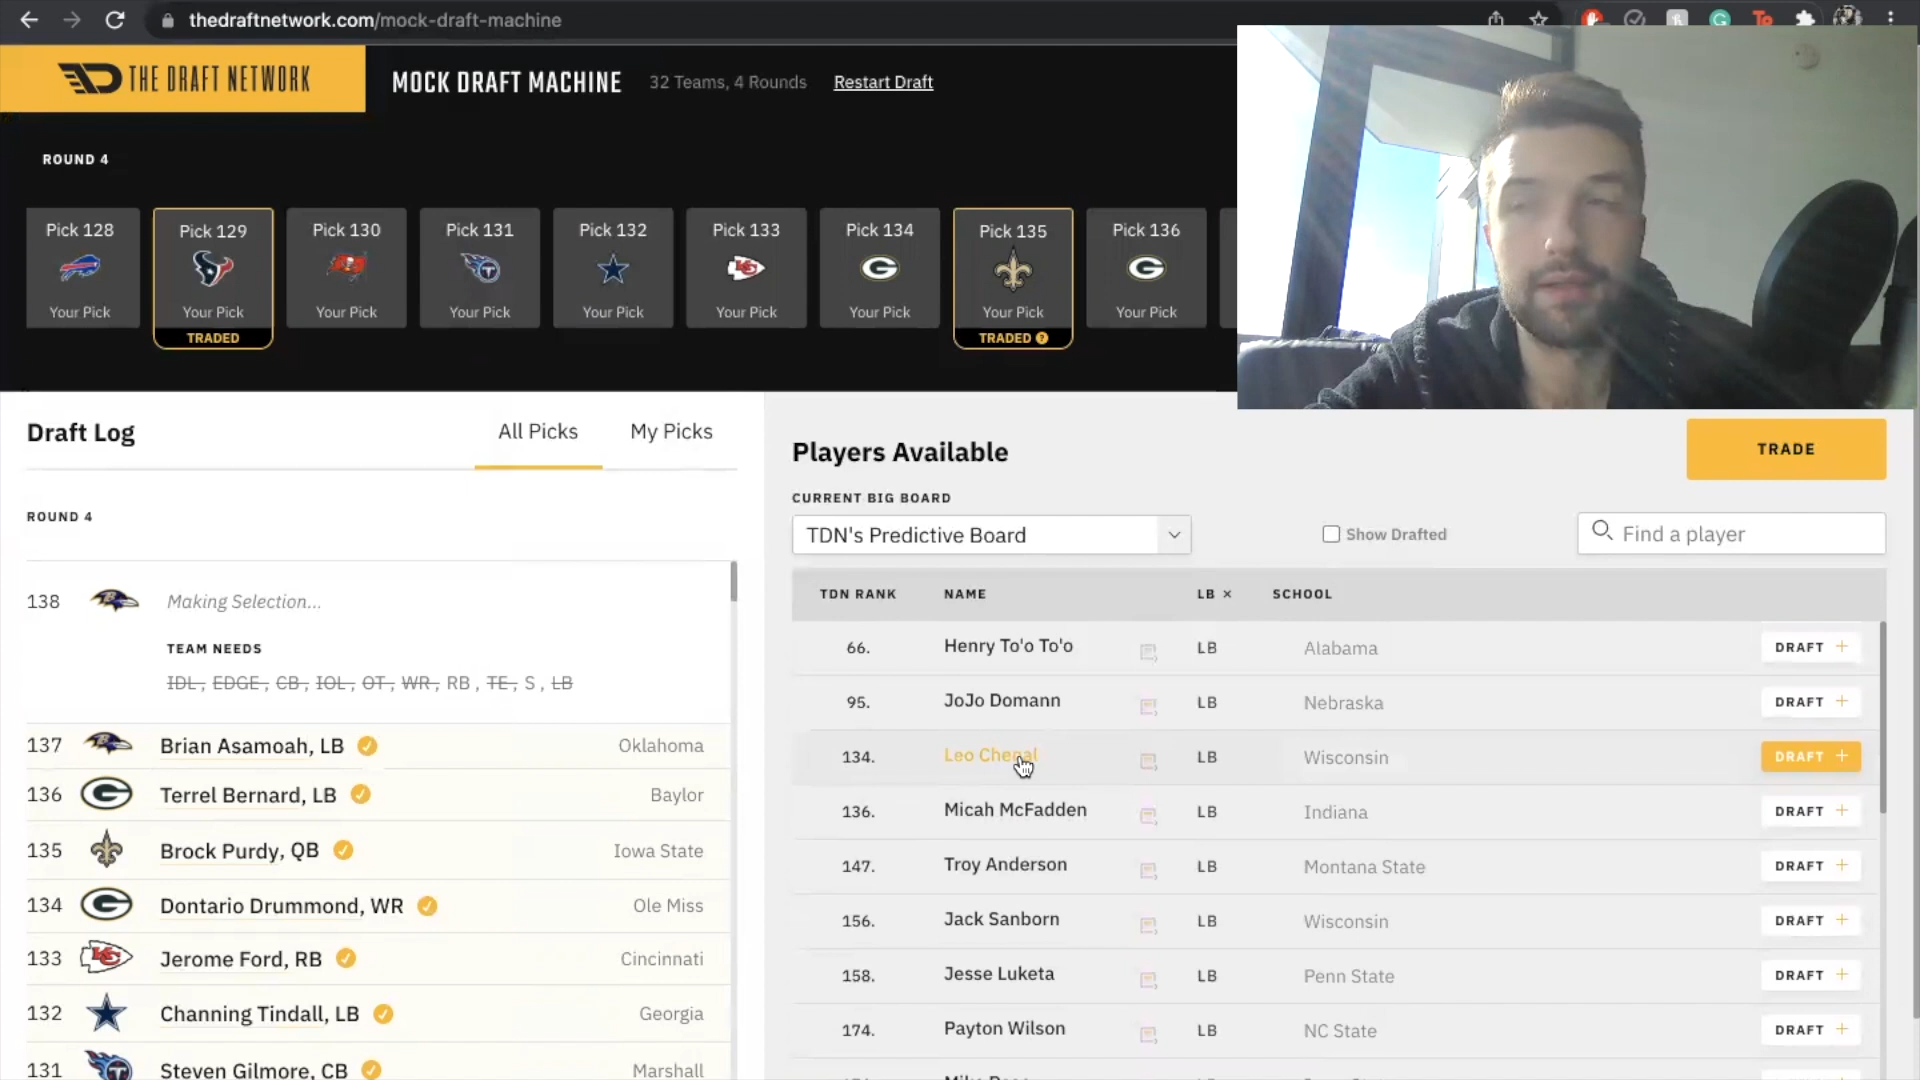 thedraftnetwork.com/mock-draft-machine
THE DRAFT NETWORK
MOCK DRAFT MACHINE
32 Teams, 4 Rounds
Restart Draft
ROUND 4
Pick 128
Your Pick
Pick 129
Your Pick
TRADED
Pick 130
Your Pick
Pick 131
Your Pick
Pick 132
Your Pick
Pick 133
Your Pick
Pick 134
Your Pick
Pick 135
Your Pick
TRADED ?
Pick 136
Your Pick
Draft Log
All Picks
My Picks
ROUND 4
138 Making Selection...
TEAM NEEDS
IDL, EDGE, CB, IOL, OT, WR, RB, TE, S, LB
137 Brian Asamoah, LB Oklahoma
136 Terrel Bernard, LB Baylor
135 Brock Purdy, QB Iowa State
134 Dontario Drummond, WR Ole Miss
133 Jerome Ford, RB Cincinnati
132 Channing Tindall, LB Georgia
131 Steven Gilmore, CB Marshall
Players Available
TRADE
CURRENT BIG BOARD
TDN's Predictive Board
Show Drafted
Find a player
TDN RANK NAME LB × SCHOOL
66. Henry To'o To'o LB Alabama DRAFT +
95. JoJo Domann LB Nebraska DRAFT +
134. Leo Chenal LB Wisconsin DRAFT +
136. Micah McFadden LB Indiana DRAFT +
147. Troy Anderson LB Montana State DRAFT +
156. Jack Sanborn LB Wisconsin DRAFT +
158. Jesse Luketa LB Penn State DRAFT +
174. Payton Wilson LB NC State DRAFT +